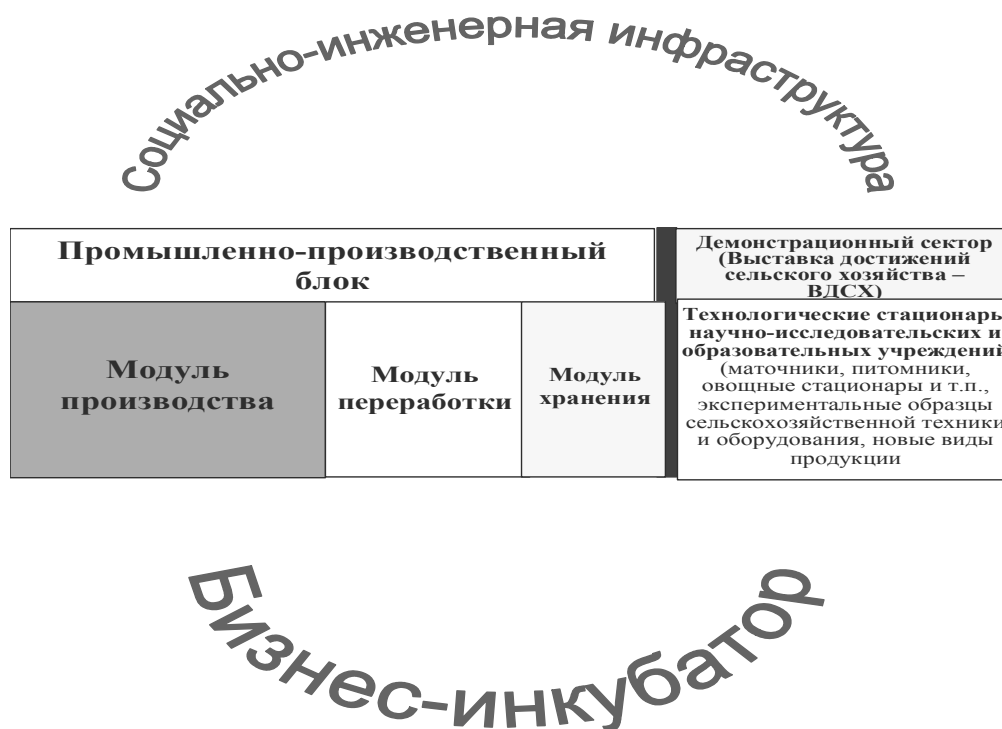 Социально-инженерная инфраструктура
Промышленно-производственный
блок
Демонстрационный сектор
(Выставка достижений
сельского хозяйства –
ВДСХ)
Модуль
производства
Модуль
переработки
Модуль
хранения
Технологические стационары
научно-исследовательских и
образовательных учреждений
(маточники, питомники,
овощные стационары и т.п.,
экспериментальные образцы
сельскохозяйственной техники
и оборудования, новые виды
продукции
Бизнес-инкубатор